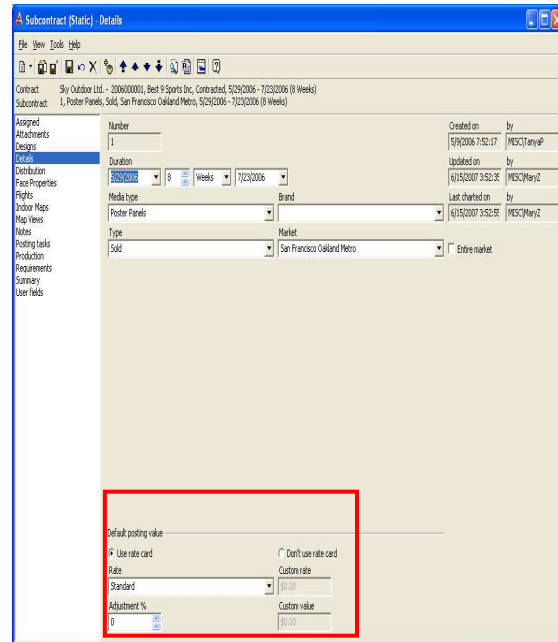 Subcontract (Static) - Details
File View Tools Help
Contract Sky Outdoor Ltd. - 2006000001, Best 9 Sports Inc, Contracted, 5/29/2006 - 7/23/2006 (8 Weeks)
Subcontract 1, Poster Panels, Sold, San Francisco Oakland Metro, 5/29/2006 - 7/23/2006 (8 Weeks)
Assigned
Attachments
Designs
Details
Distribution
Face Properties
Flights
Indoor Maps
Map Views
Notes
Posting tasks
Production
Requirements
Summary
User fields
Number
1
Created on by
5/9/2006 7:52:17 MISC\TanyaP
Duration
5/29/2006 8 Weeks 7/23/2006
Updated on by
6/15/2007 3:52:35 MISC\MaryZ
Media type Brand
Poster Panels
Last charted on by
6/15/2007 3:52:55 MISC\MaryZ
Type Market
Sold San Francisco Oakland Metro Entire market
Default posting value
Use rate card Don't use rate card
Rate Custom rate
Standard $0.00
Adjustment % Custom value
0 $0.00